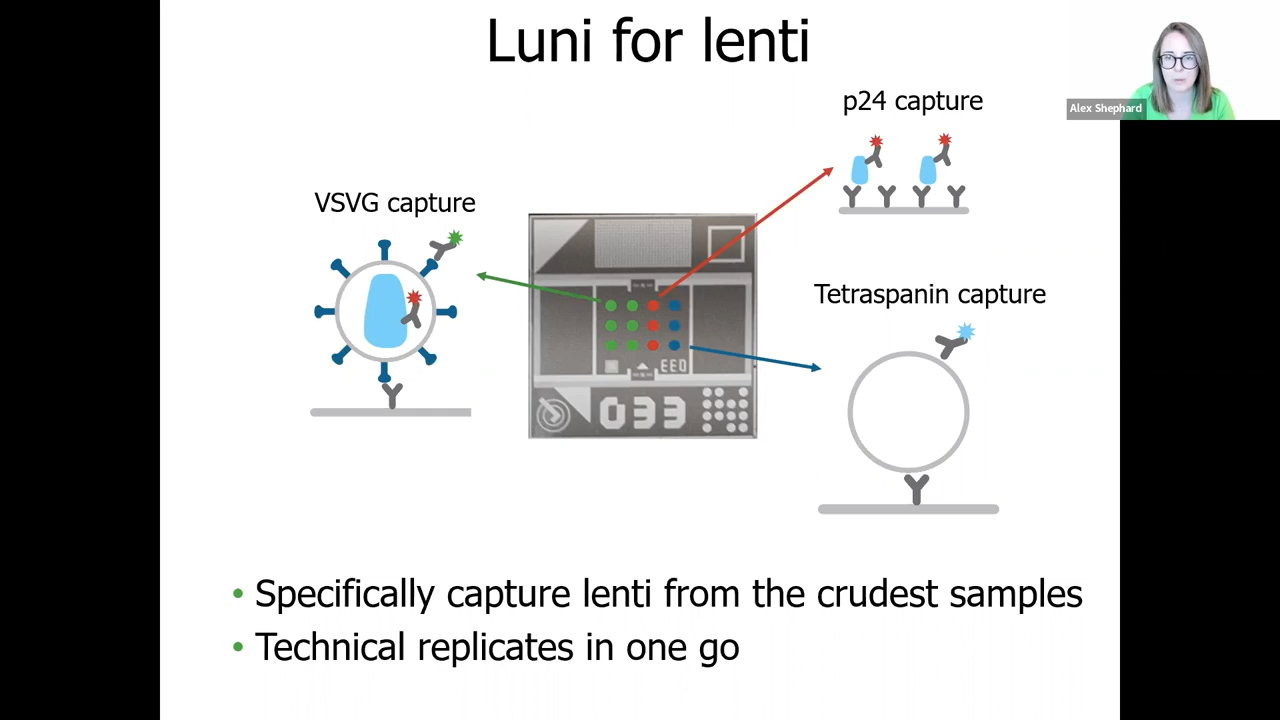 Luni for lenti
Alex Shephard
p24 capture
VSVG capture
Tetraspanin capture
EEO
033
• Specifically capture lenti from the crudest samples
• Technical replicates in one go